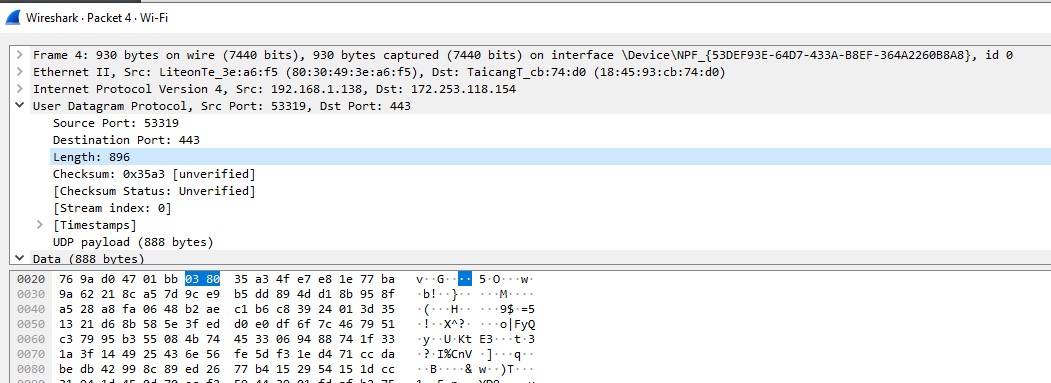 Wireshark · Packet 4 · Wi-Fi
Frame 4: 930 bytes on wire (7440 bits), 930 bytes captured (7440 bits) on interface \Device\NPF_{53DEF93E-64D7-433A-B8EF-364A2260B8A8}, id 0
Ethernet II, Src: LiteonTe_3e:a6:f5 (80:30:49:3e:a6:f5), Dst: TaicangT_cb:74:d0 (18:45:93:cb:74:d0)
Internet Protocol Version 4, Src: 192.168.1.138, Dst: 172.253.118.154
User Datagram Protocol, Src Port: 53319, Dst Port: 443
Source Port: 53319
Destination Port: 443
Length: 896
Checksum: 0x35a3 [unverified]
[Checksum Status: Unverified]
[Stream index: 0]
[Timestamps]
UDP payload (888 bytes)
Data (888 bytes)
0020 76 9a d0 47 01 bb 03 80 35 a3 4f e7 e8 1e 77 ba v··G····5·O···w·
0030 9a 62 21 8c a5 7d 9c e9 b5 dd 89 4d d1 8b 95 8f ·b!··}·· ···M····
0040 a5 28 a8 fa 06 48 b2 ae c1 b6 c8 39 24 01 3d 35 ·(···H·· ···9$·=5
0050 13 21 d6 8b 58 5e 3f ed d0 e0 df 6f 7c 46 79 51 ·!··X^?· ···o|FyQ
0060 c3 79 95 b3 55 08 4b 74 45 33 06 94 88 74 1f 33 ·y··U·Kt E3···t·3
0070 1a 3f 14 49 25 43 6e 56 fe 5d f3 1e d4 71 cc da ·?·I%CnV ·]···q··
0080 be db 42 99 8c 89 ed 26 77 b4 15 29 54 15 1d cc ··B····& w··)T···